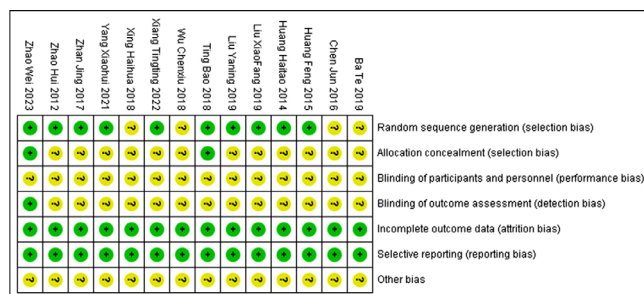 Zhao Wei 2023
Zhao Hui 2012
Zhan Jing 2017
Yang Xiaohui 2021
Xing Haihua 2018
Xiang Tingting 2022
Wu Chenxiu 2018
Ting Bao 2018
Liu Yaning 2019
Liu XiaoFang 2019
Huang Haitao 2014
Huang Feng 2015
Chen Jun 2016
Ba Te 2019
+ + + + ? + ? + + + + + ? ? Random sequence generation (selection bias)
+ ? ? ? ? ? ? + ? ? ? ? ? ? Allocation concealment (selection bias)
? ? ? ? ? ? ? ? ? ? ? ? ? ? Blinding of participants and personnel (performance bias)
+ ? ? ? ? ? ? ? ? ? ? ? ? ? Blinding of outcome assessment (detection bias)
+ + + + + + + + + + + + + + Incomplete outcome data (attrition bias)
+ + + + + + + + + + + + + + Selective reporting (reporting bias)
? ? ? ? ? ? ? ? ? ? ? ? ? ? Other bias